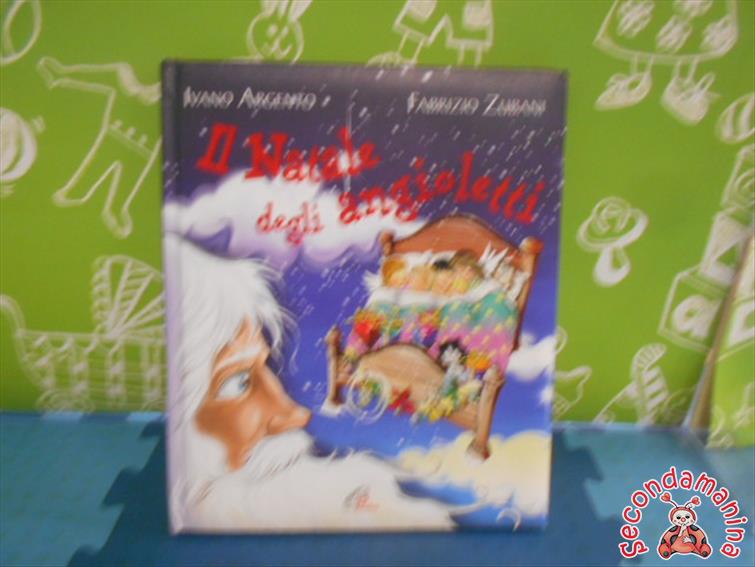 IVANO ARGENTO
FABRIZIO ZUBANI
Il Natale
degli angioletti
secondamanina